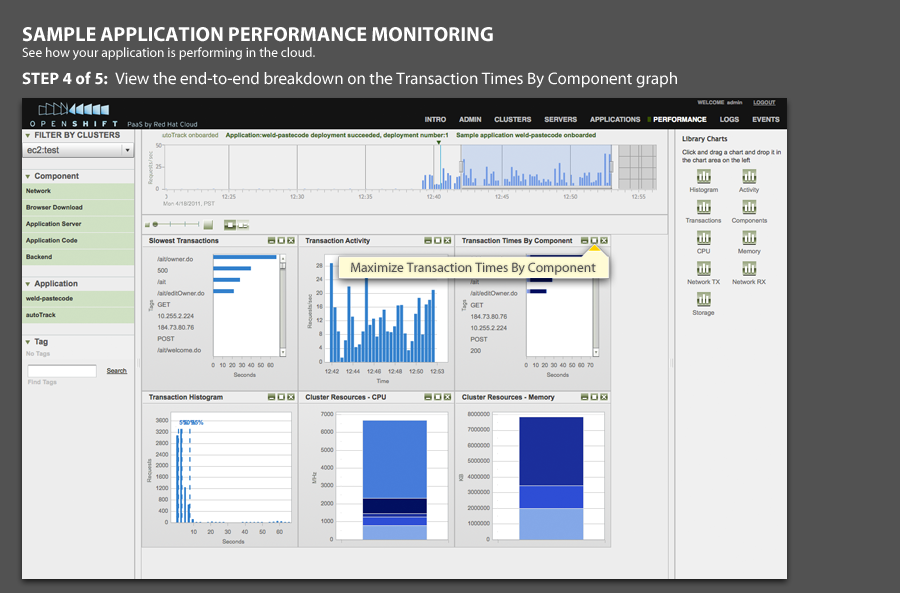 SAMPLE APPLICATION PERFORMANCE MONITORING
See how your application is performing in the cloud.
STEP 4 of 5: View the end-to-end breakdown on the Transaction Times By Component graph
WELCOME admin LOGOUT
OPENSHIFT PaaS by Red Hat Cloud
INTRO ADMIN CLUSTERS SERVERS APPLICATIONS PERFORMANCE LOGS EVENTS
FILTER BY CLUSTERS
ec2:test
Component
Network
Browser Download
Application Server
Application Code
Backend
Application
weld-pastecode
autoTrack
Tag
No Tags
Search
Find Tags
autoTrack onboarded Application:weld-pastecode deployment succeeded, deployment number:1 Sample application weld-pastecode onboarded
Requests/sec
50
25
0
12:25 12:30 12:35 12:40 12:45 12:50 12:55
Mon 4/18/2011, PST
Slowest Transactions
/ait/owner.do
500
/ait
/ait/editOwner.do
GET
10.255.2.224
184.73.80.76
POST
/ait/welcome.do
Tags
0 10 20 30 40 50 60
Seconds
Transaction Activity
Requests/sec
28
24
20
16
12
8
4
0
12:42 12:44 12:46 12:48 12:50 12:53
Time
Transaction Times By Component
Maximize Transaction Times By Component
/ait
/ait/editOwner.do
GET
10.255.2.224
184.73.80.76
POST
200
Tags
0 10 20 30 40 50 60 70
Seconds
Transaction Histogram
Requests
3600
3200
2800
2400
2000
1600
1200
800
400
0
10 20 30 40 50 60
Seconds
Cluster Resources - CPU
MHz
7000
6000
5000
4000
3000
2000
1000
0
Cluster Resources - Memory
KB
8000000
7000000
6000000
5000000
4000000
3000000
2000000
1000000
0
Library Charts
Click and drag a chart and drop it in
the chart area on the left
Histogram Activity
Transactions Components
CPU Memory
Network TX Network RX
Storage